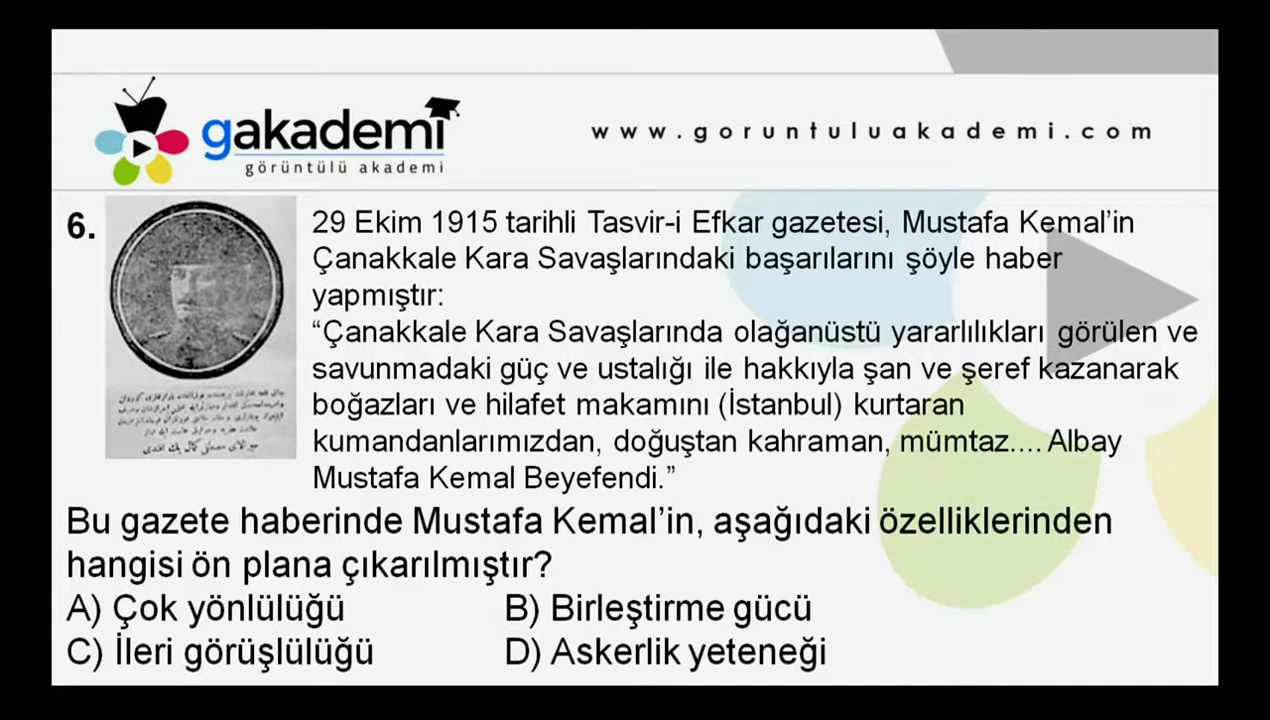 gakademi
görüntülü akademi
www.goruntuluakademi.com
6.
29 Ekim 1915 tarihli Tasvir-i Efkar gazetesi, Mustafa Kemal’in
Çanakkale Kara Savaşlarındaki başarılarını şöyle haber
yapmıştır:
“Çanakkale Kara Savaşlarında olağanüstü yararlılıkları görülen ve
savunmadaki güç ve ustalığı ile hakkıyla şan ve şeref kazanarak
boğazları ve hilafet makamını (İstanbul) kurtaran
kumandanlarımızdan, doğuştan kahraman, mümtaz.... Albay
Mustafa Kemal Beyefendi.”
Bu gazete haberinde Mustafa Kemal’in, aşağıdaki özelliklerinden
hangisi ön plana çıkarılmıştır?
A) Çok yönlülüğü B) Birleştirme gücü
C) İleri görüşlülüğü D) Askerlik yeteneği